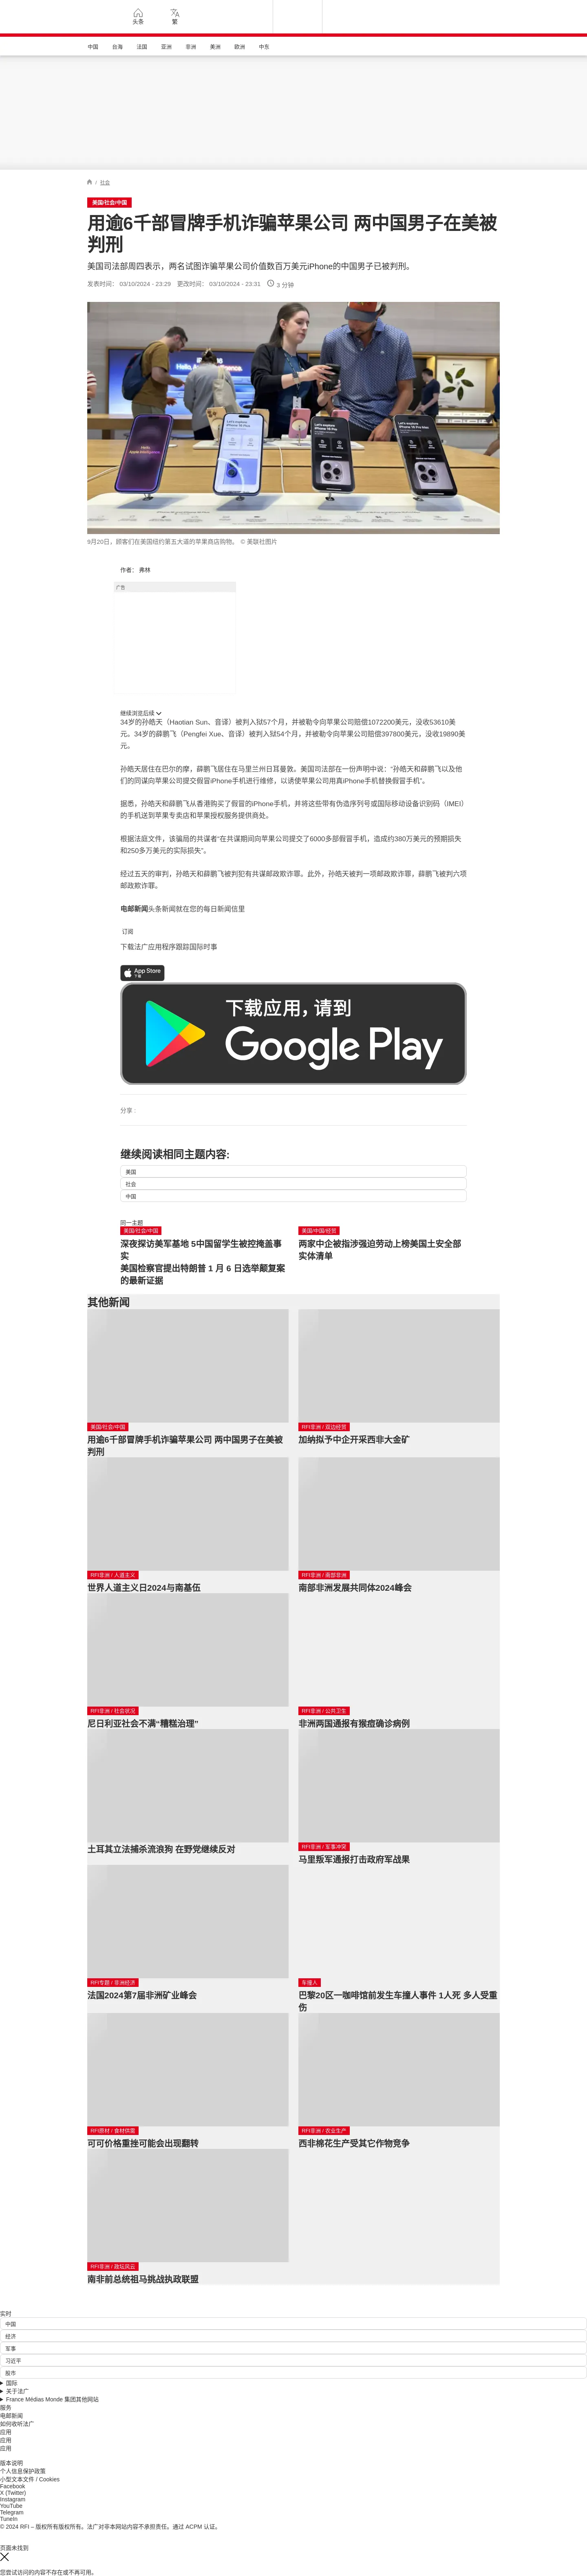 头条
繁
中国 台海 法国 亚洲 非洲 美洲 欧洲 中东
/ 社会
美国/社会/中国
用逾6千部冒牌手机诈骗苹果公司 两中国男子在美被
判刑
美国司法部周四表示，两名试图诈骗苹果公司价值数百万美元iPhone的中国男子已被判刑。
发表时间： 03/10/2024 - 23:29 更改时间： 03/10/2024 - 23:31 3 分钟
9月20日，顾客们在美国纽约第五大道的苹果商店购物。 © 美联社图片
作者： 弗林
广告
继续浏览后续
34岁的孙皓天（Haotian Sun、音译）被判入狱57个月，并被勒令向苹果公司赔偿1072200美元，没收53610美
元。34岁的薛鹏飞（Pengfei Xue、音译）被判入狱54个月，并被勒令向苹果公司赔偿397800美元，没收19890美
元。
孙皓天居住在巴尔的摩，薛鹏飞居住在马里兰州日耳曼敦。美国司法部在一份声明中说：“孙皓天和薛鹏飞以及他
们的同谋向苹果公司提交假冒iPhone手机进行维修，以诱使苹果公司用真iPhone手机替换假冒手机”。
据悉，孙皓天和薛鹏飞从香港购买了假冒的iPhone手机，并将这些带有伪造序列号或国际移动设备识别码（IMEI）
的手机送到苹果专卖店和苹果授权服务提供商处。
根据法庭文件，该骗局的共谋者“在共谋期间向苹果公司提交了6000多部假冒手机，造成约380万美元的预期损失
和250多万美元的实际损失”。
经过五天的审判，孙皓天和薛鹏飞被判犯有共谋邮政欺诈罪。此外，孙皓天被判一项邮政欺诈罪，薛鹏飞被判六项
邮政欺诈罪。
电邮新闻头条新闻就在您的每日新闻信里
订阅
下载法广应用程序跟踪国际时事
App Store
下载
下载应用，请到
Google Play
分享 :
继续阅读相同主题内容:
美国
社会
中国
同一主题
美国/社会/中国
深夜探访美军基地 5中国留学生被控掩盖事
实
美国检察官提出特朗普 1 月 6 日选举颠复案
的最新证据
美国/中国/经贸
两家中企被指涉强迫劳动上榜美国土安全部
实体清单
其他新闻
美国/社会/中国
用逾6千部冒牌手机诈骗苹果公司 两中国男子在美被
判刑
RFI非洲 / 双边经贸
加纳拟予中企开采西非大金矿
RFI非洲 / 人道主义
世界人道主义日2024与南基伍
RFI非洲 / 南部非洲
南部非洲发展共同体2024峰会
RFI非洲 / 社会状况
尼日利亚社会不满“糟糕治理”
RFI非洲 / 公共卫生
非洲两国通报有猴痘确诊病例
土耳其立法捕杀流浪狗 在野党继续反对
RFI非洲 / 军事冲突
马里叛军通报打击政府军战果
RFI专题 / 非洲经济
法国2024第7届非洲矿业峰会
车撞人
巴黎20区一咖啡馆前发生车撞人事件 1人死 多人受重
伤
RFI原材 / 食材供需
可可价格重挫可能会出现翻转
RFI非洲 / 农业生产
西非棉花生产受其它作物竞争
RFI非洲 / 政坛风云
南非前总统祖马挑战执政联盟
实时
中国
经济
军事
习近平
股市
国际
关于法广
France Médias Monde 集团其他网站
服务
电邮新闻
如何收听法广
应用
应用
应用
版本说明
个人信息保护政策
小型文本文件 / Cookies
Facebook
X (Twitter)
Instagram
YouTube
Telegram
TuneIn
© 2024 RFI – 版权所有版权所有。法广对非本网站内容不承担责任。通过 ACPM 认证。
页面未找到
您尝试访问的内容不存在或不再可用。